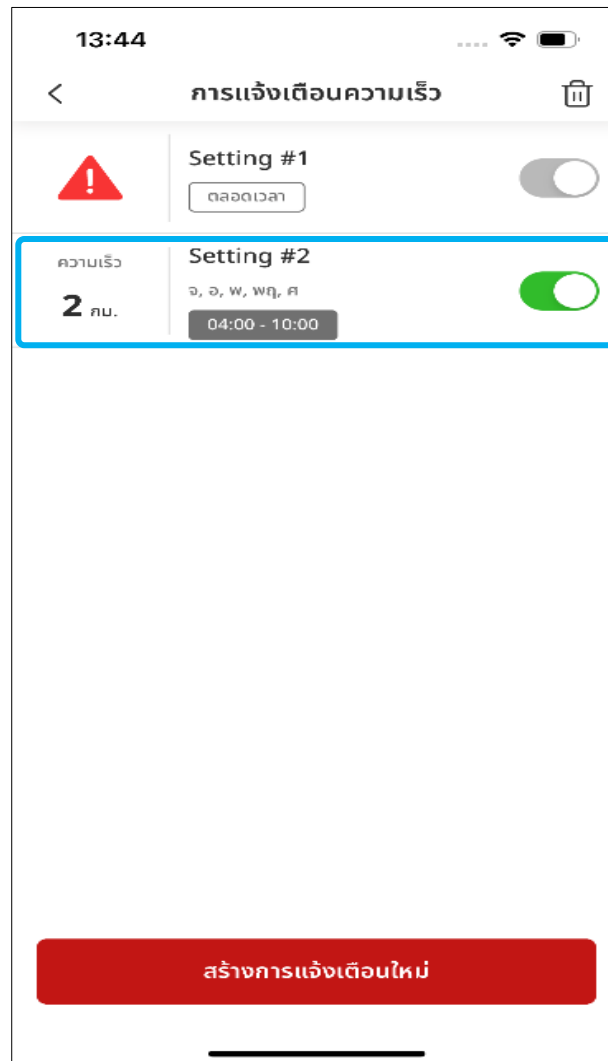 13:44
การแจ้งเตือนความเร็ว
Setting #1
ตลอดเวลา
ความเร็ว
2 กม.
Setting #2
จ, อ, พ, พฤ, ศ
04:00 - 10:00
สร้างการแจ้งเตือนใหม่